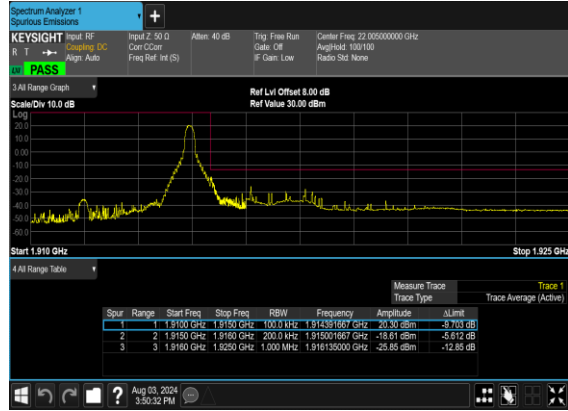 Spectrum Analyzer 1
Spurious Emissions
+
KEYSIGHT Input: RF Input Z: 50 Ω Atten: 40 dB Trig: Free Run Center Freq: 22.005000000 GHz
R T Coupling: DC Corr CCorr Gate: Off Avg|Hold: 100/100
Align: Auto Freq Ref: Int (S) IF Gain: Low Radio Std: None
PASS
3 All Range Graph
Ref Lvl Offset 8.00 dB
Scale/Div 10.0 dB Ref Value 30.00 dBm
Log
20.0
10.0
0.00
-10.0
-20.0
-30.0
-40.0
-50.0
-60.0
Start 1.910 GHz Stop 1.925 GHz
4 All Range Table
Measure Trace Trace 1
Trace Type Trace Average (Active)
Spur Range Start Freq Stop Freq RBW Frequency Amplitude ΔLimit
1 1 1.9100 GHz 1.9150 GHz 100.0 kHz 1.914391667 GHz 20.30 dBm -9.703 dB
2 2 1.9150 GHz 1.9160 GHz 200.0 kHz 1.915001667 GHz -18.61 dBm -5.612 dB
3 3 1.9160 GHz 1.9250 GHz 1.000 MHz 1.916135000 GHz -25.85 dBm -12.85 dB
?
Aug 03, 2024
3:50:32 PM